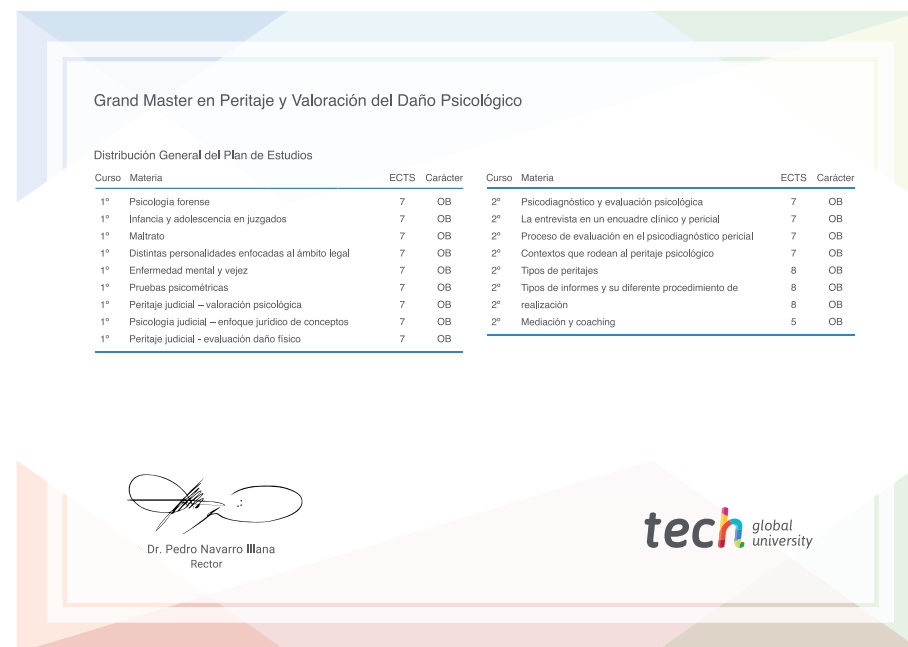 Grand Master en Peritaje y Valoración del Daño Psicológico
Distribución General del Plan de Estudios
Curso Materia ECTS Carácter
1º Psicología forense 7 OB
1º Infancia y adolescencia en juzgados 7 OB
1º Maltrato 7 OB
1º Distintas personalidades enfocadas al ámbito legal 7 OB
1º Enfermedad mental y vejez 7 OB
1º Pruebas psicométricas 7 OB
1º Peritaje judicial – valoración psicológica 7 OB
1º Psicología judicial – enfoque jurídico de conceptos 7 OB
1º Peritaje judicial - evaluación daño físico 7 OB
Curso Materia ECTS Carácter
2º Psicodiagnóstico y evaluación psicológica 7 OB
2º La entrevista en un encuadre clínico y pericial 7 OB
2º Proceso de evaluación en el psicodiagnóstico pericial 7 OB
2º Contextos que rodean al peritaje psicológico 7 OB
2º Tipos de peritajes 8 OB
2º Tipos de informes y su diferente procedimiento de 8 OB
2º realización 8 OB
2º Mediación y coaching 5 OB
Dr. Pedro Navarro Illana
Rector
tech global
university